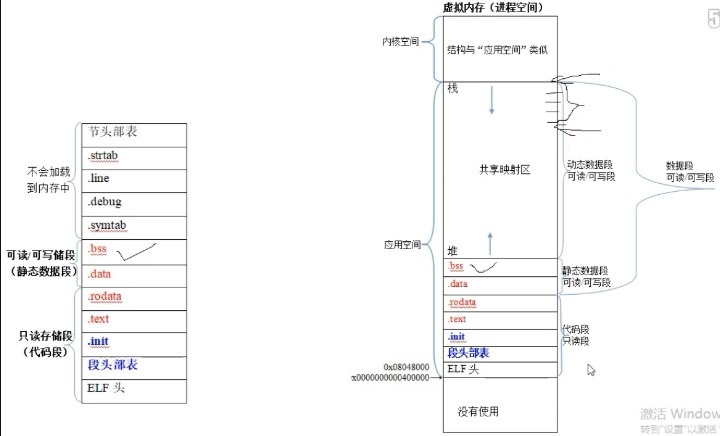 虚拟内存（进程空间）
内核空间
结构与“应用空间”类似
栈
共享映射区
堆
应用空间
动态数据段
可读/可写段
数据段
可读/可写段
静态数据段
可读/可写段
代码段
只读段
.bss
.data
.rodata
.text
.init
段头部表
ELF 头
0x08048000
x0000000000400000
没有使用
节头部表
.strtab
.line
.debug
.symtab
.bss
.data
.rodata
.text
.init
段头部表
ELF 头
不会加载
到内存中
可读/可写储段
（静态数据段）
只读存储段
（代码段）
激活 Window
转到"设置"以激活